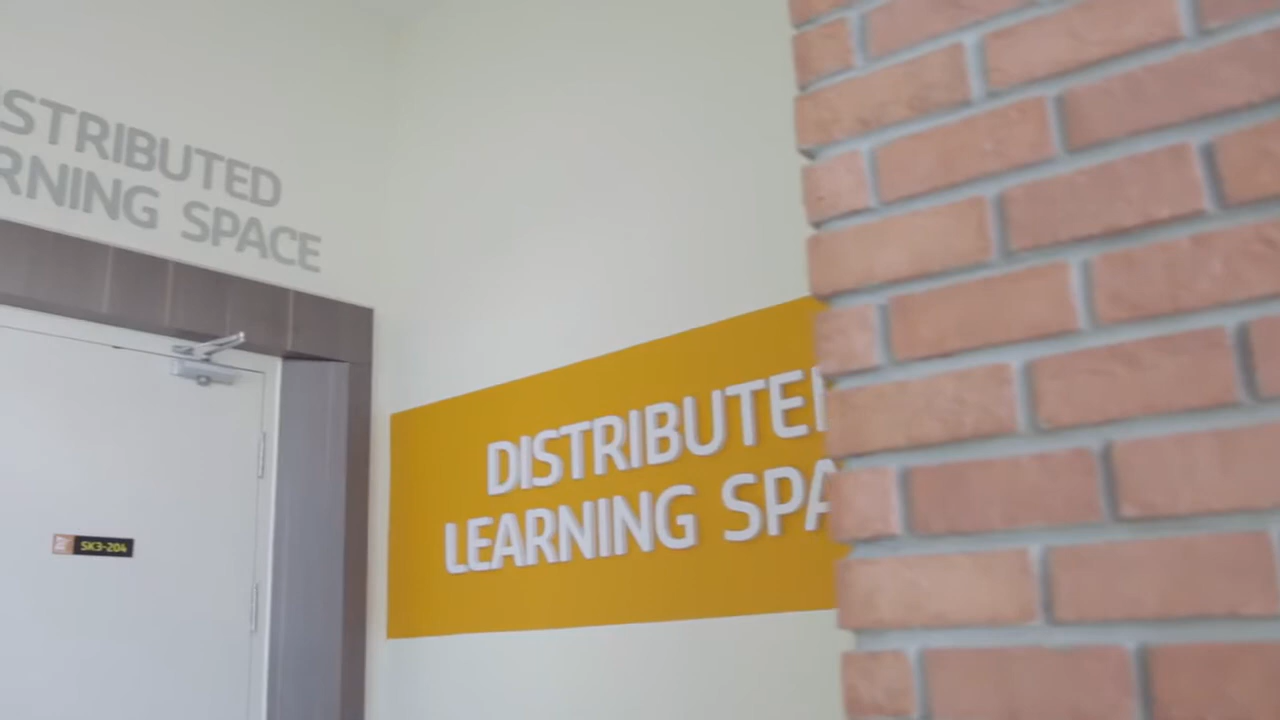 STRIBUTED
RNING SPACE
DISTRIBUTE
LEARNING SPA
SK3-204